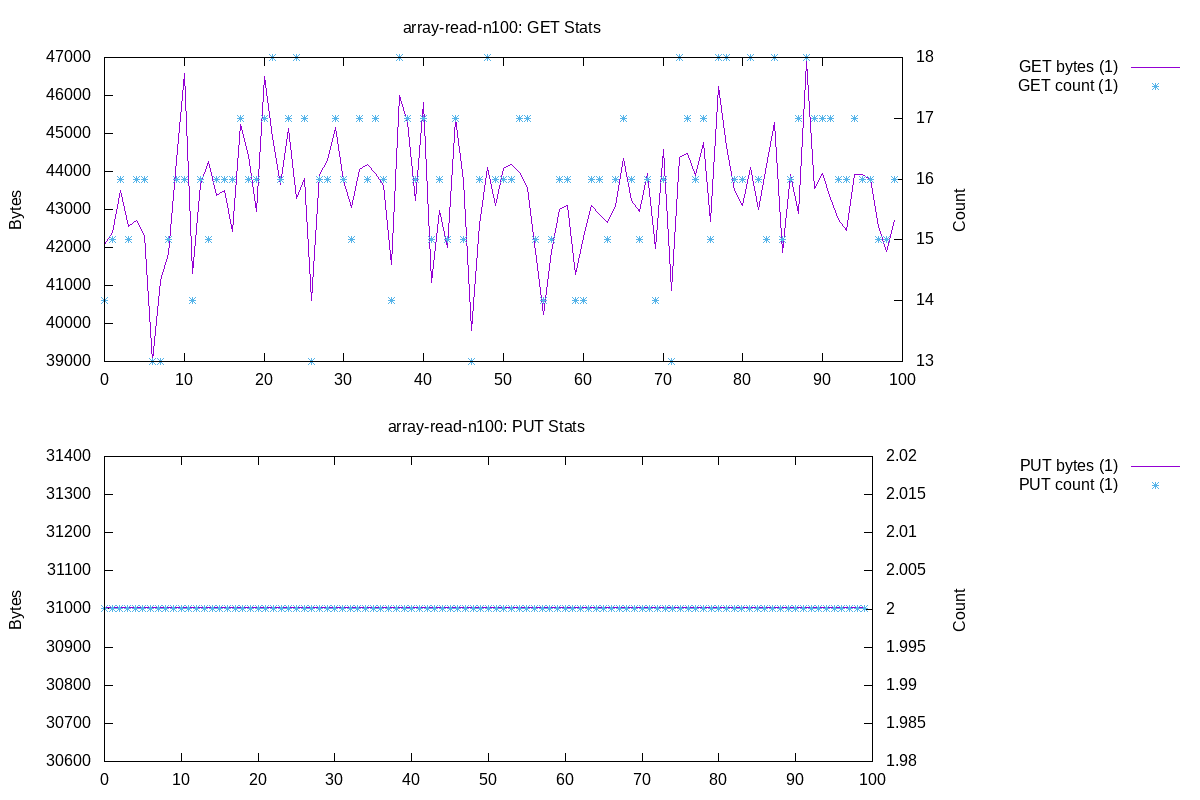 array-read-n100: GET Stats
47000
46000
45000
44000
43000
42000
41000
40000
39000
Bytes
18
17
16
15
14
13
Count
0 10 20 30 40 50 60 70 80 90 100
GET bytes (1)
GET count (1)
array-read-n100: PUT Stats
31400
31300
31200
31100
31000
30900
30800
30700
30600
Bytes
2.02
2.015
2.01
2.005
2
1.995
1.99
1.985
1.98
Count
0 10 20 30 40 50 60 70 80 90 100
PUT bytes (1)
PUT count (1)